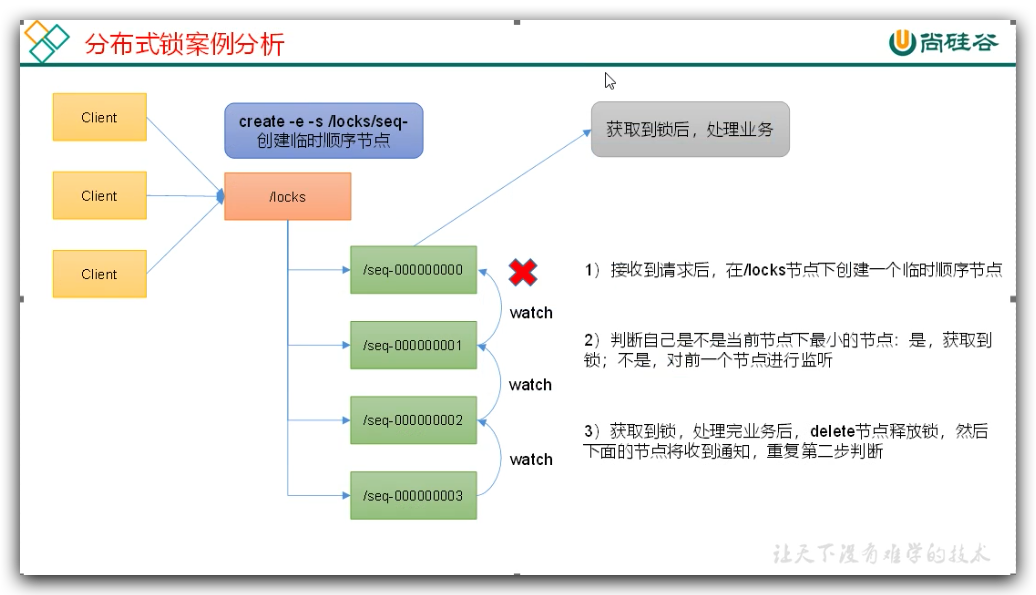 分布式锁案例分析
尚硅谷
Client
create -e -s /locks/seq-
创建临时顺序节点
获取到锁后，处理业务
Client
/locks
Client
/seq-000000000
watch
/seq-000000001
watch
/seq-000000002
watch
/seq-000000003
1）接收到请求后，在/locks节点下创建一个临时顺序节点
2）判断自己是不是当前节点下最小的节点：是，获取到
锁；不是，对前一个节点进行监听
3）获取到锁，处理完业务后，delete节点释放锁，然后
下面的节点将收到通知，重复第二步判断
让天下没有难学的技术